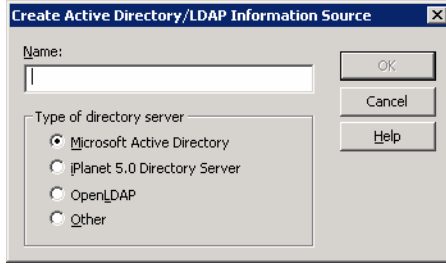 Create Active Directory/LDAP Information Source
Name:
OK
Cancel
Help
Type of directory server
Microsoft Active Directory
iPlanet 5.0 Directory Server
OpenLDAP
Other